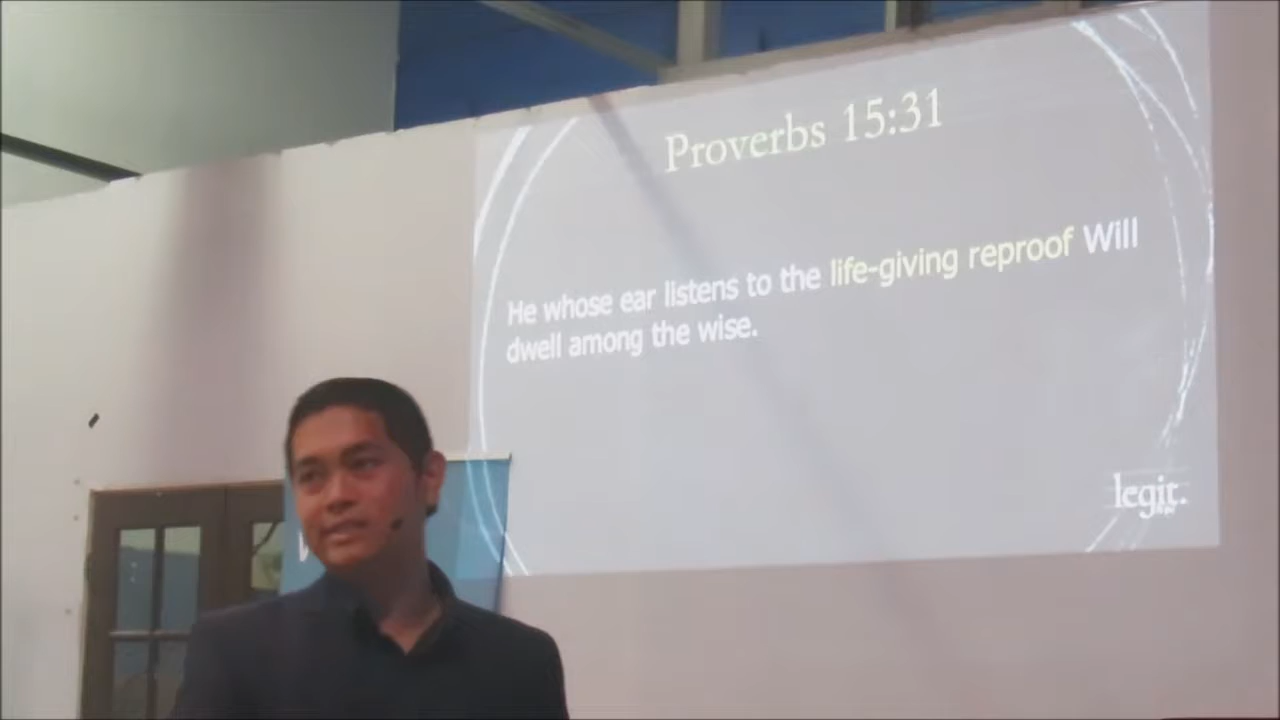 Proverbs 15:31
He whose ear listens to the life-giving reproof Will
dwell among the wise.
legit.